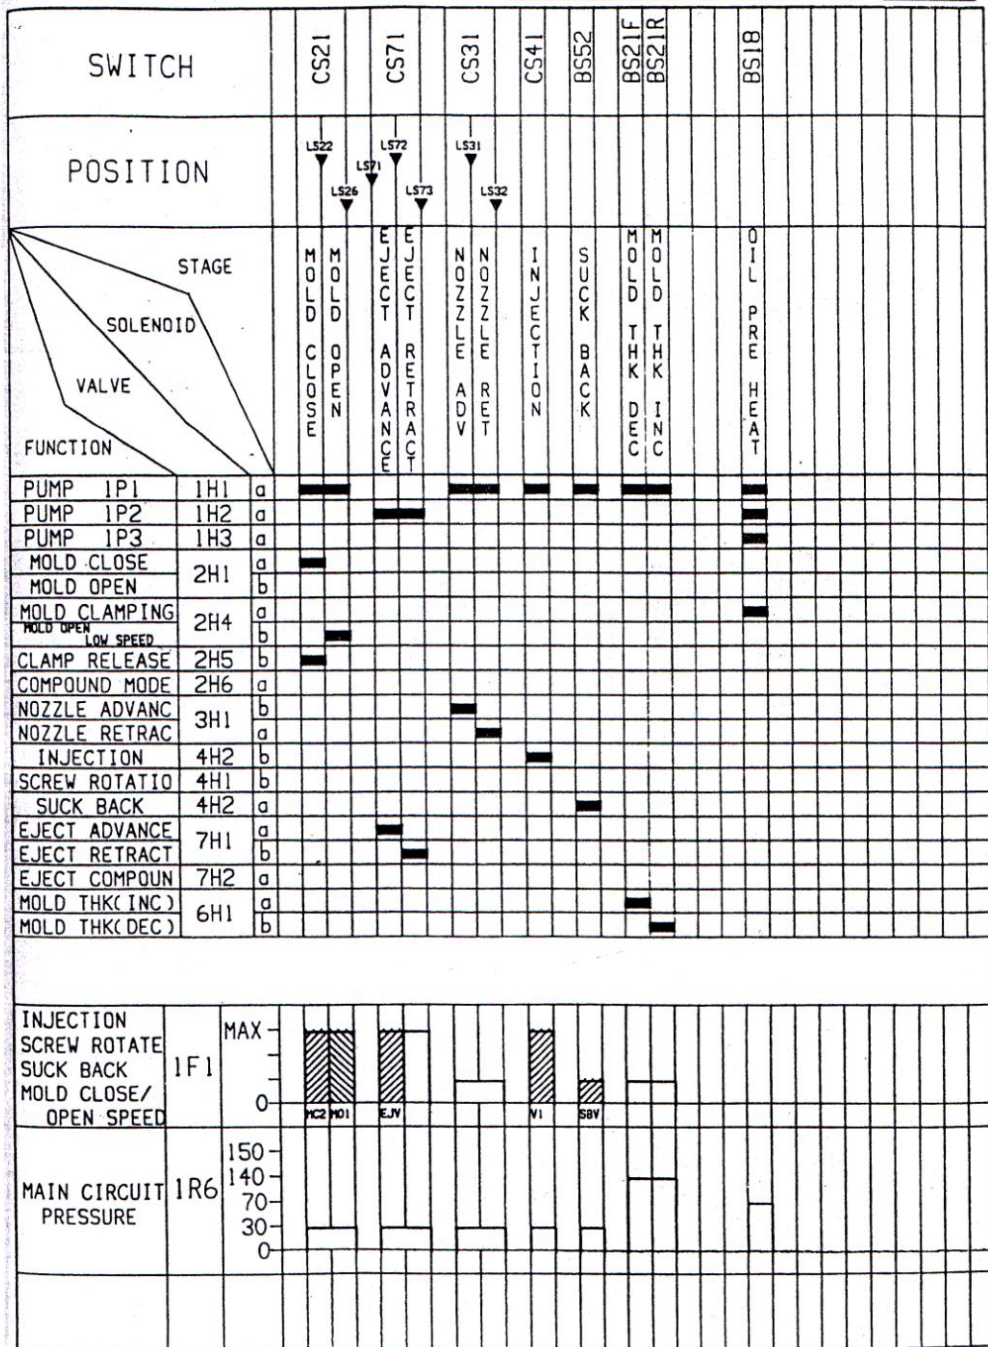 SWITCH
CS21
CS71
CS31
CS41
BS52
BS21F
BS21R
BS18
POSITION
LS22
LS26
LS71
LS72
LS73
LS31
LS32
STAGE
SOLENOID
VALVE
FUNCTION
MOLD CLOSE
MOLD OPEN
EJECT ADVANCE
EJECT RETRACT
NOZZLE ADV
NOZZLE RET
INJECTION
SUCK BACK
MOLD THK DEC
MOLD THK INC
OIL PRE HEAT
PUMP 1P1 1H1 a
PUMP 1P2 1H2 a
PUMP 1P3 1H3 a
MOLD CLOSE 2H1 a
MOLD OPEN b
MOLD CLAMPING 2H4 a
MOLD OPEN
LOW SPEED b
CLAMP RELEASE 2H5 b
COMPOUND MODE 2H6 a
NOZZLE ADVANC 3H1 b
NOZZLE RETRAC a
INJECTION 4H2 b
SCREW ROTATIO 4H1 b
SUCK BACK 4H2 a
EJECT ADVANCE 7H1 a
EJECT RETRACT b
EJECT COMPOUN 7H2 a
MOLD THK(INC) 6H1 a
MOLD THK(DEC) b
INJECTION
SCREW ROTATE
SUCK BACK
MOLD CLOSE/
OPEN SPEED
1F1
MAX
0
MC2
MO1
EJV
V1
SBV
MAIN CIRCUIT
PRESSURE
1R6
150
140
70
30
0